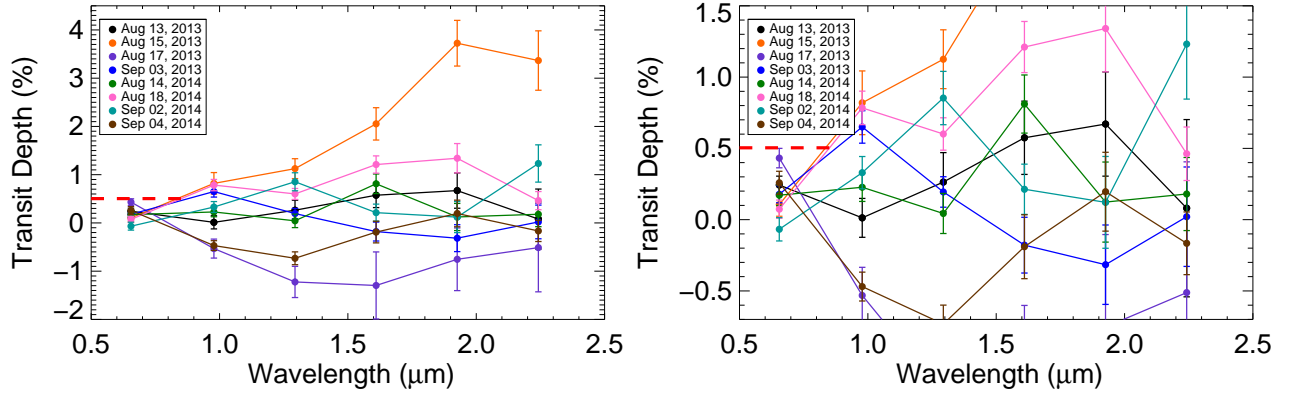 Transit Depth (%)
4
3
2
1
0
−1
−2
Aug 13, 2013
Aug 15, 2013
Aug 17, 2013
Sep 03, 2013
Aug 14, 2014
Aug 18, 2014
Sep 02, 2014
Sep 04, 2014
0.5 1.0 1.5 2.0 2.5
Wavelength (μm)
Transit Depth (%)
1.5
1.0
0.5
0.0
−0.5
Aug 13, 2013
Aug 15, 2013
Aug 17, 2013
Sep 03, 2013
Aug 14, 2014
Aug 18, 2014
Sep 02, 2014
Sep 04, 2014
0.5 1.0 1.5 2.0 2.5
Wavelength (μm)